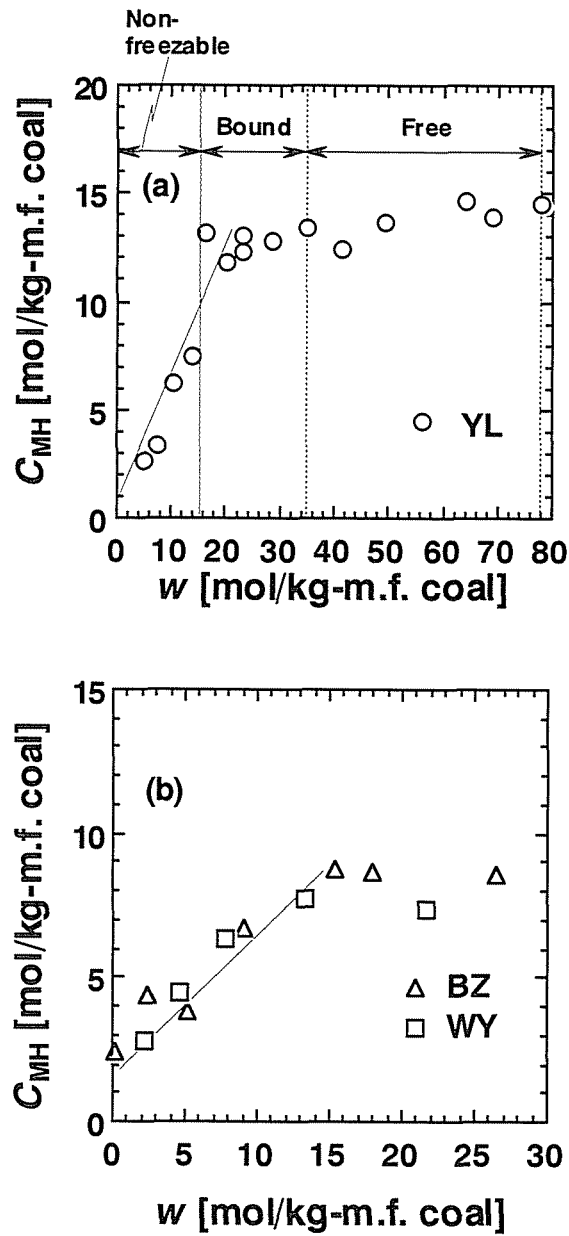 Non-
freezable
20
Bound
Free
15
(a)
10
5
YL
0
0 10 20 30 40 50 60 70 80
C_MH [mol/kg-m.f. coal]
w [mol/kg-m.f. coal]
15
(b)
10
5
BZ
WY
0
0 5 10 15 20 25 30
C_MH [mol/kg-m.f. coal]
w [mol/kg-m.f. coal]